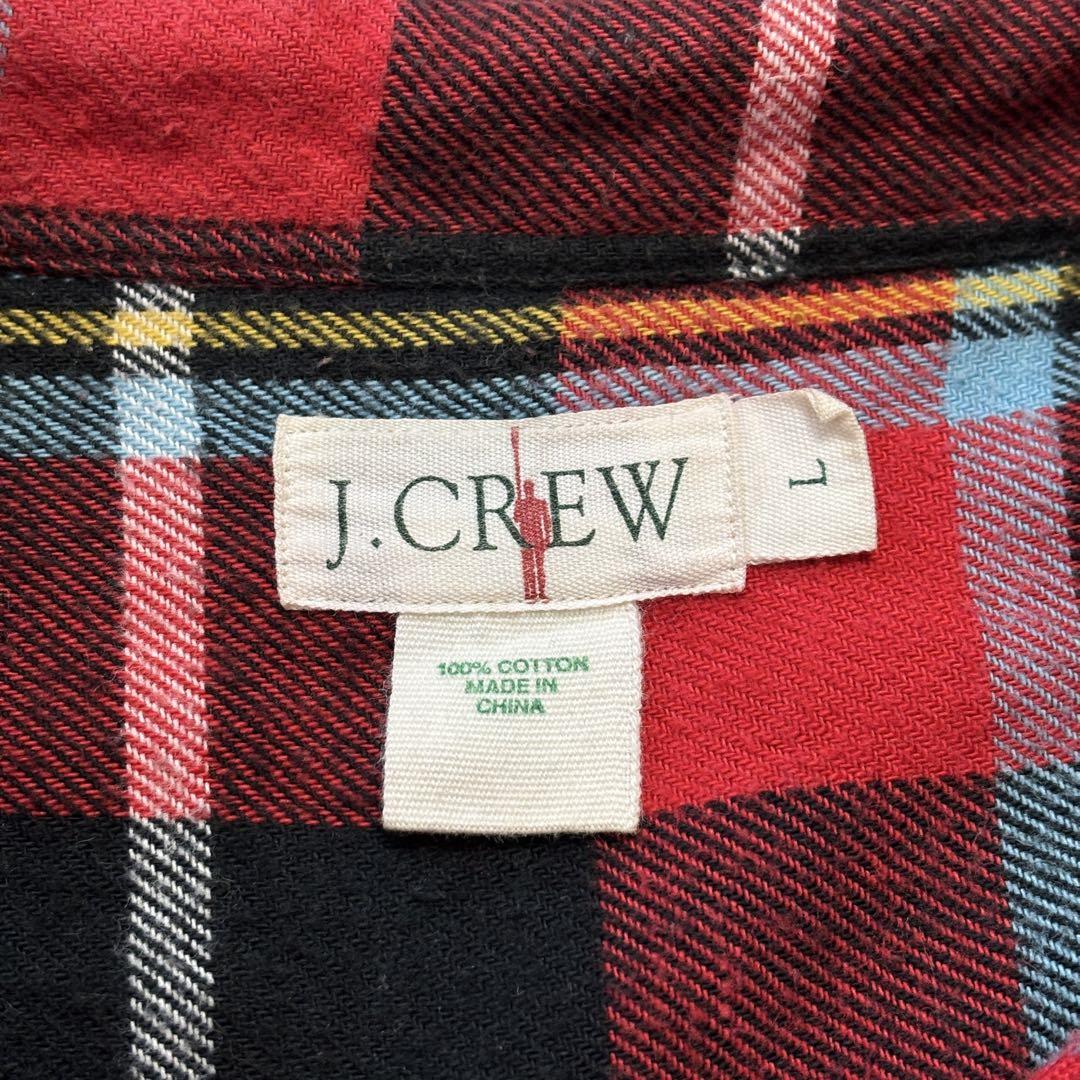 J.CREW
L
100% COTTON
MADE IN
CHINA